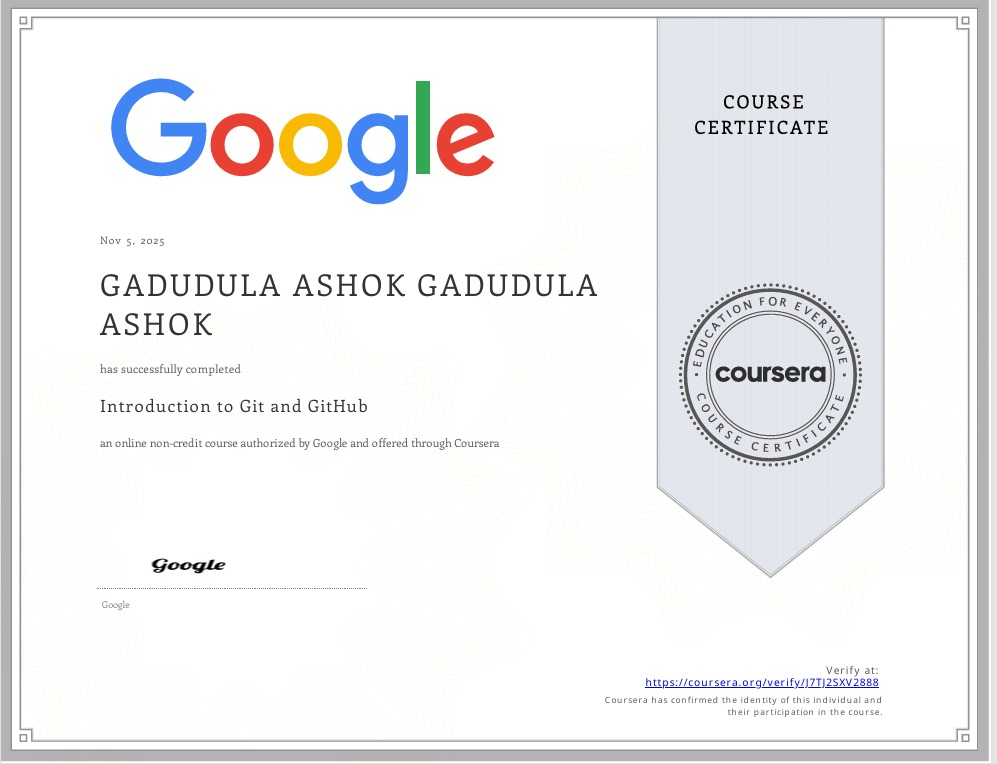 Google
COURSE
CERTIFICATE
Nov 5, 2025
GADUDULA ASHOK GADUDULA
ASHOK
has successfully completed
Introduction to Git and GitHub
an online non-credit course authorized by Google and offered through Coursera
EDUCATION FOR EVERYONE
coursera
COURSE CERTIFICATE
Google
Google
Verify at:
https://coursera.org/verify/J7TJ2SXV2888
Coursera has confirmed the identity of this individual and
their participation in the course.